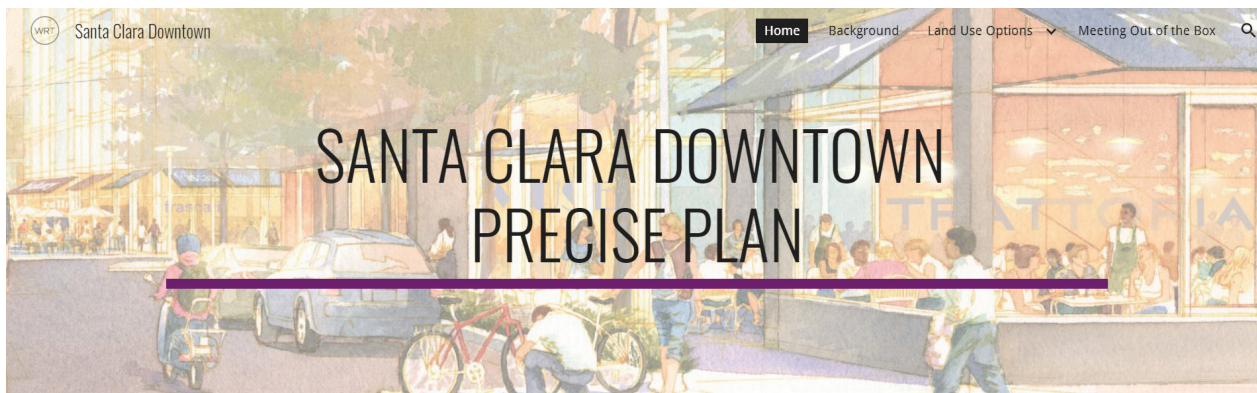 WRT
Santa Clara Downtown
Home
Background
Land Use Options
Meeting Out of the Box
SANTA CLARA DOWNTOWN
PRECISE PLAN
TRATTORIA